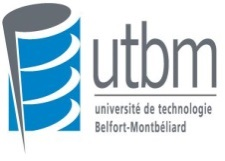 utbm
université de technologie
Belfort-Montbéliard